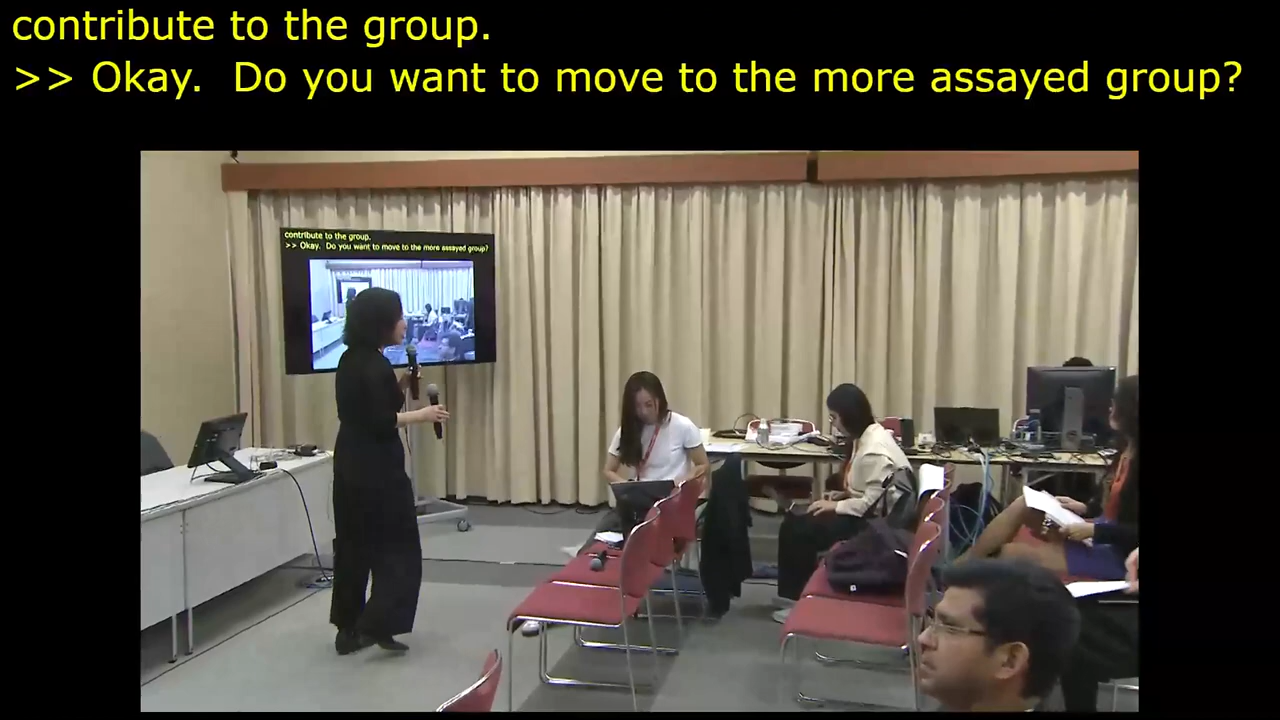 contribute to the group.
>> Okay.  Do you want to move to the more assayed group?
contribute to the group.
>> Okay.  Do you want to move to the more assayed group?